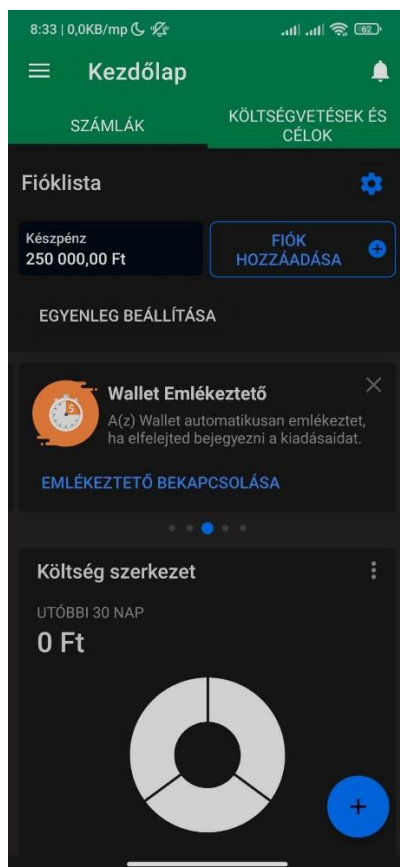 8:33 | 0,0KB/mp
62
Kezdőlap
SZÁMLÁK
KÖLTSÉGVETÉSEK ÉS
CÉLOK
Fióklista
Készpénz
250 000,00 Ft
FIÓK
HOZZÁADÁSA
EGYENLEG BEÁLLÍTÁSA
Wallet Emlékeztető
A(z) Wallet automatikusan emlékeztet,
ha elfelejted bejegyezni a kiadásaidat.
EMLÉKEZTETŐ BEKAPCSOLÁSA
Költség szerkezet
UTÓBBI 30 NAP
0 Ft